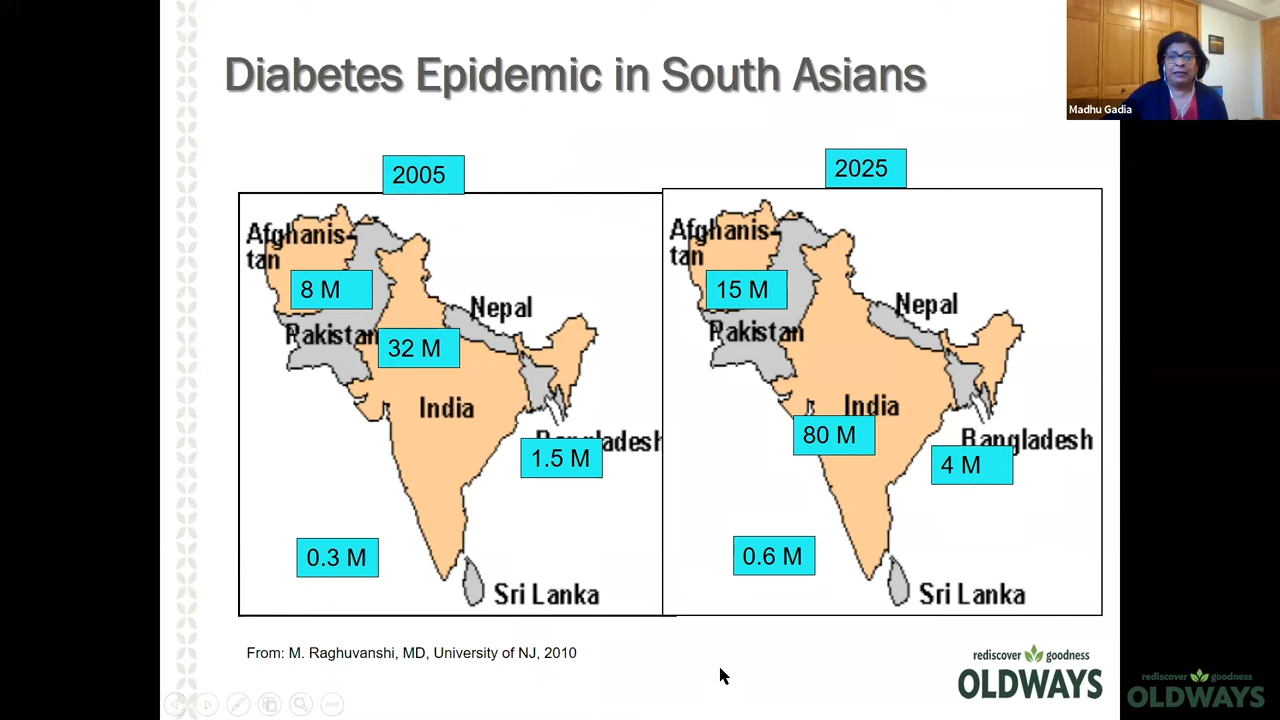 Diabetes Epidemic in South Asians
Madhu Gadia
2005
2025
Afghanis-
tan
8 M
Nepal
Pakistan
32 M
India
1.5 M
0.3 M
Sri Lanka
Afghanis-
tan
15 M
Nepal
Pakistan
India
80 M
Bangladesh
4 M
0.6 M
Sri Lanka
From: M. Raghuvanshi, MD, University of NJ, 2010
rediscover goodness
OLDWAYS
rediscover goodness
OLDWAYS